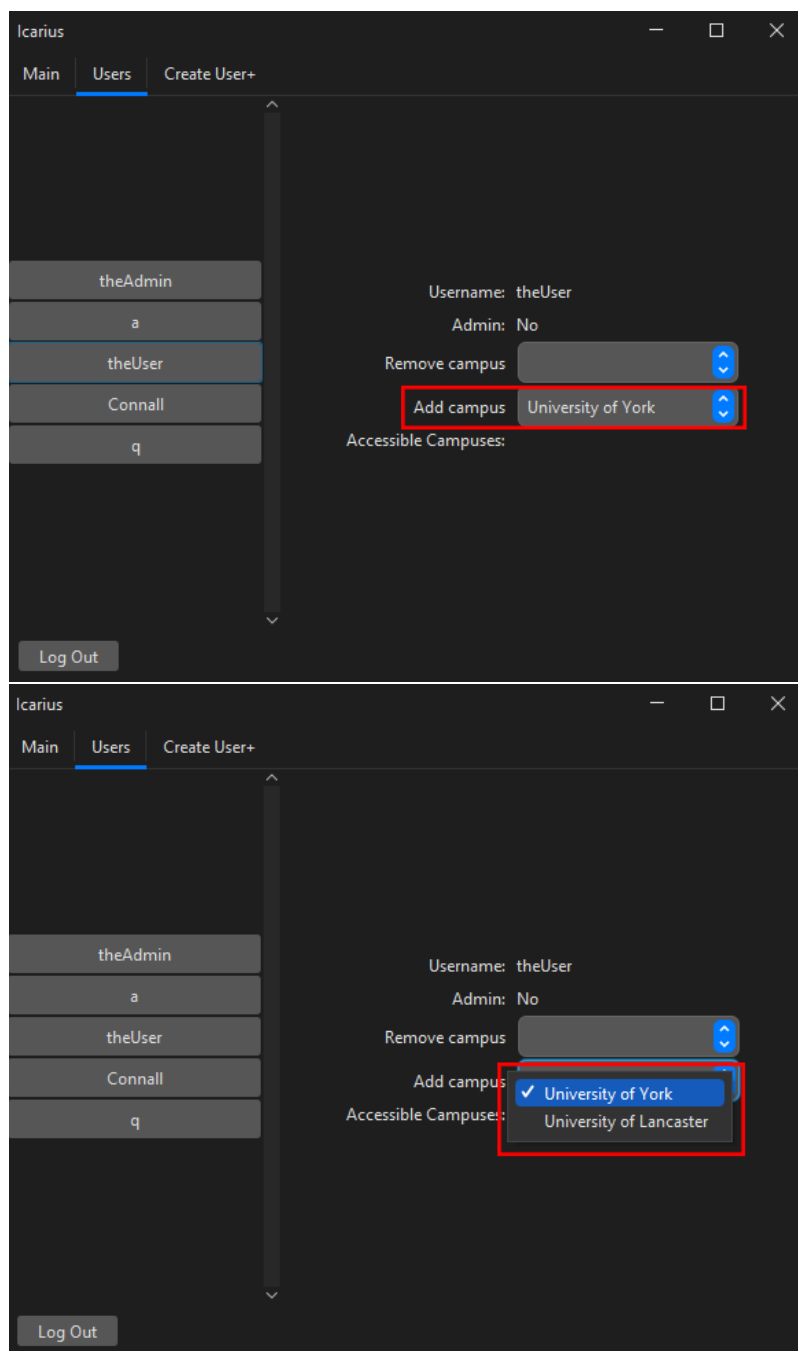 Icarius
Main Users Create User+
theAdmin
a
theUser
Connall
q
Username: theUser
Admin: No
Remove campus
Add campus University of York
Accessible Campuses:
Log Out
Icarius
Main Users Create User+
theAdmin
a
theUser
Connall
q
Username: theUser
Admin: No
Remove campus
Add campus
University of York
Accessible Campuses:
University of Lancaster
Log Out